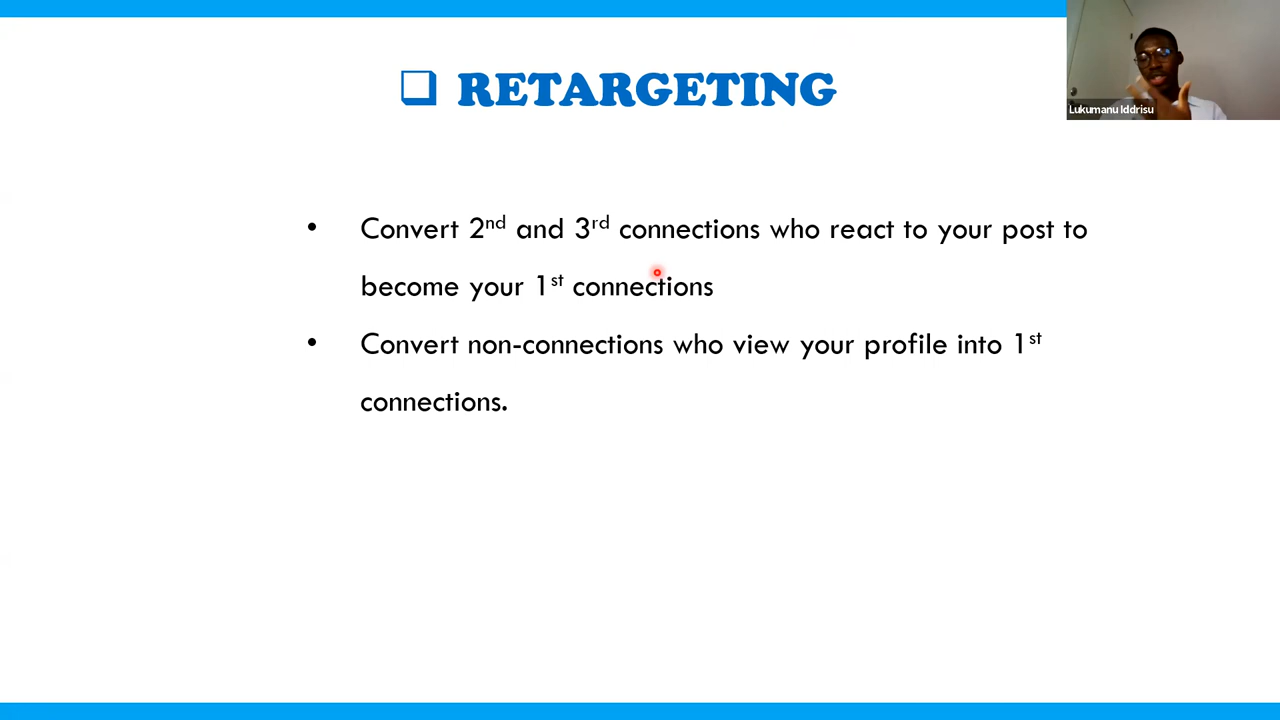 ❑ RETARGETING
Lukumanu Iddrisu
• Convert 2nd and 3rd connections who react to your post to
become your 1st connections
• Convert non-connections who view your profile into 1st
connections.